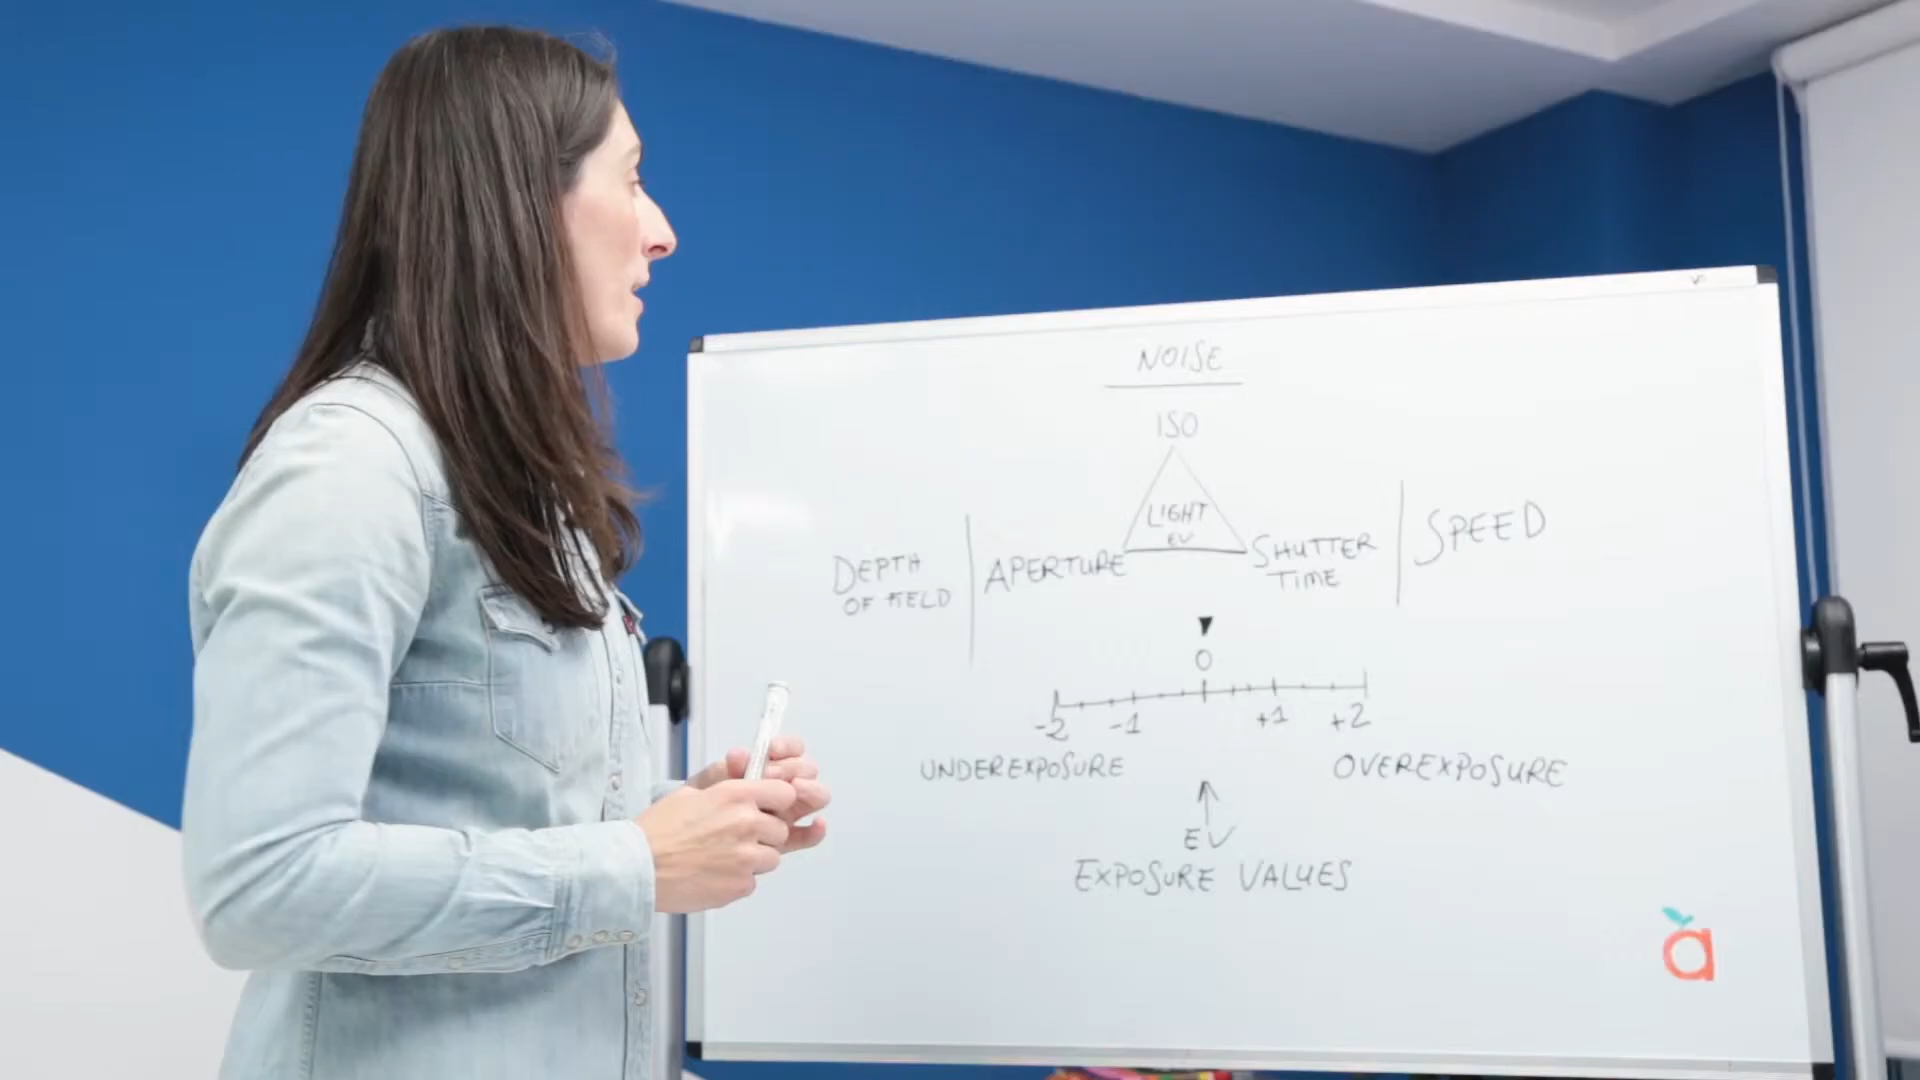 NOISE
ISO
LIGHT
EV
DEPTH
OF FIELD
APERTURE
SHUTTER
TIME
SPEED
0
-2 -1 +1 +2
UNDEREXPOSURE
OVEREXPOSURE
EV
EXPOSURE VALUES
a